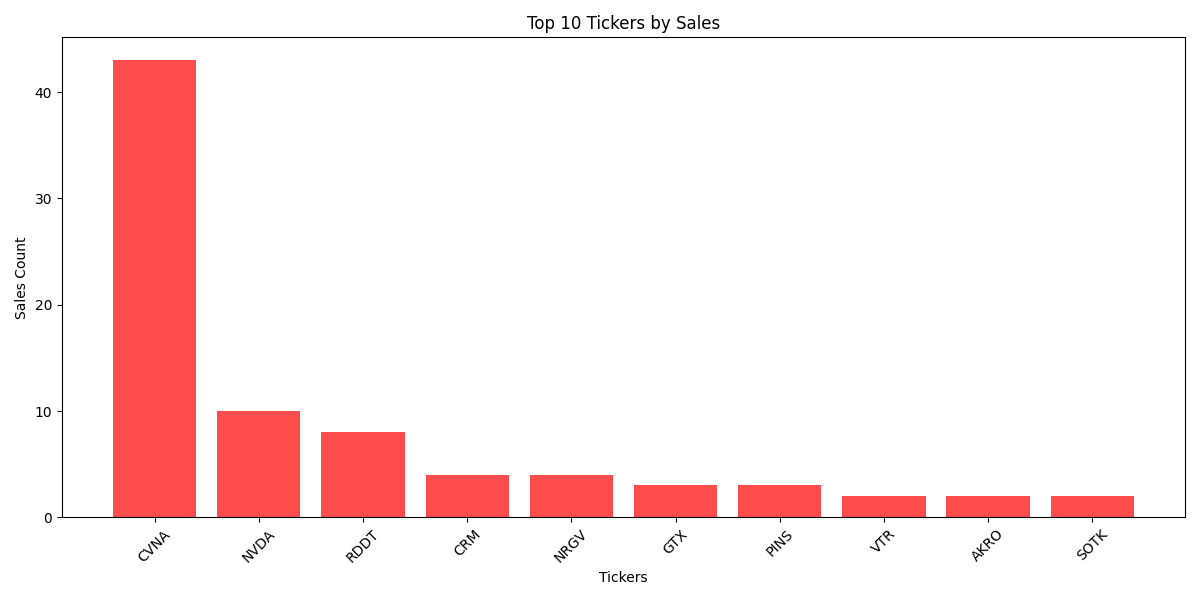 Top 10 Tickers by Sales
Sales Count
40
30
20
10
0
CVNA
NVDA
RDDT
CRM
NRGV
GTX
PINS
VTR
AKRO
SOTK
Tickers